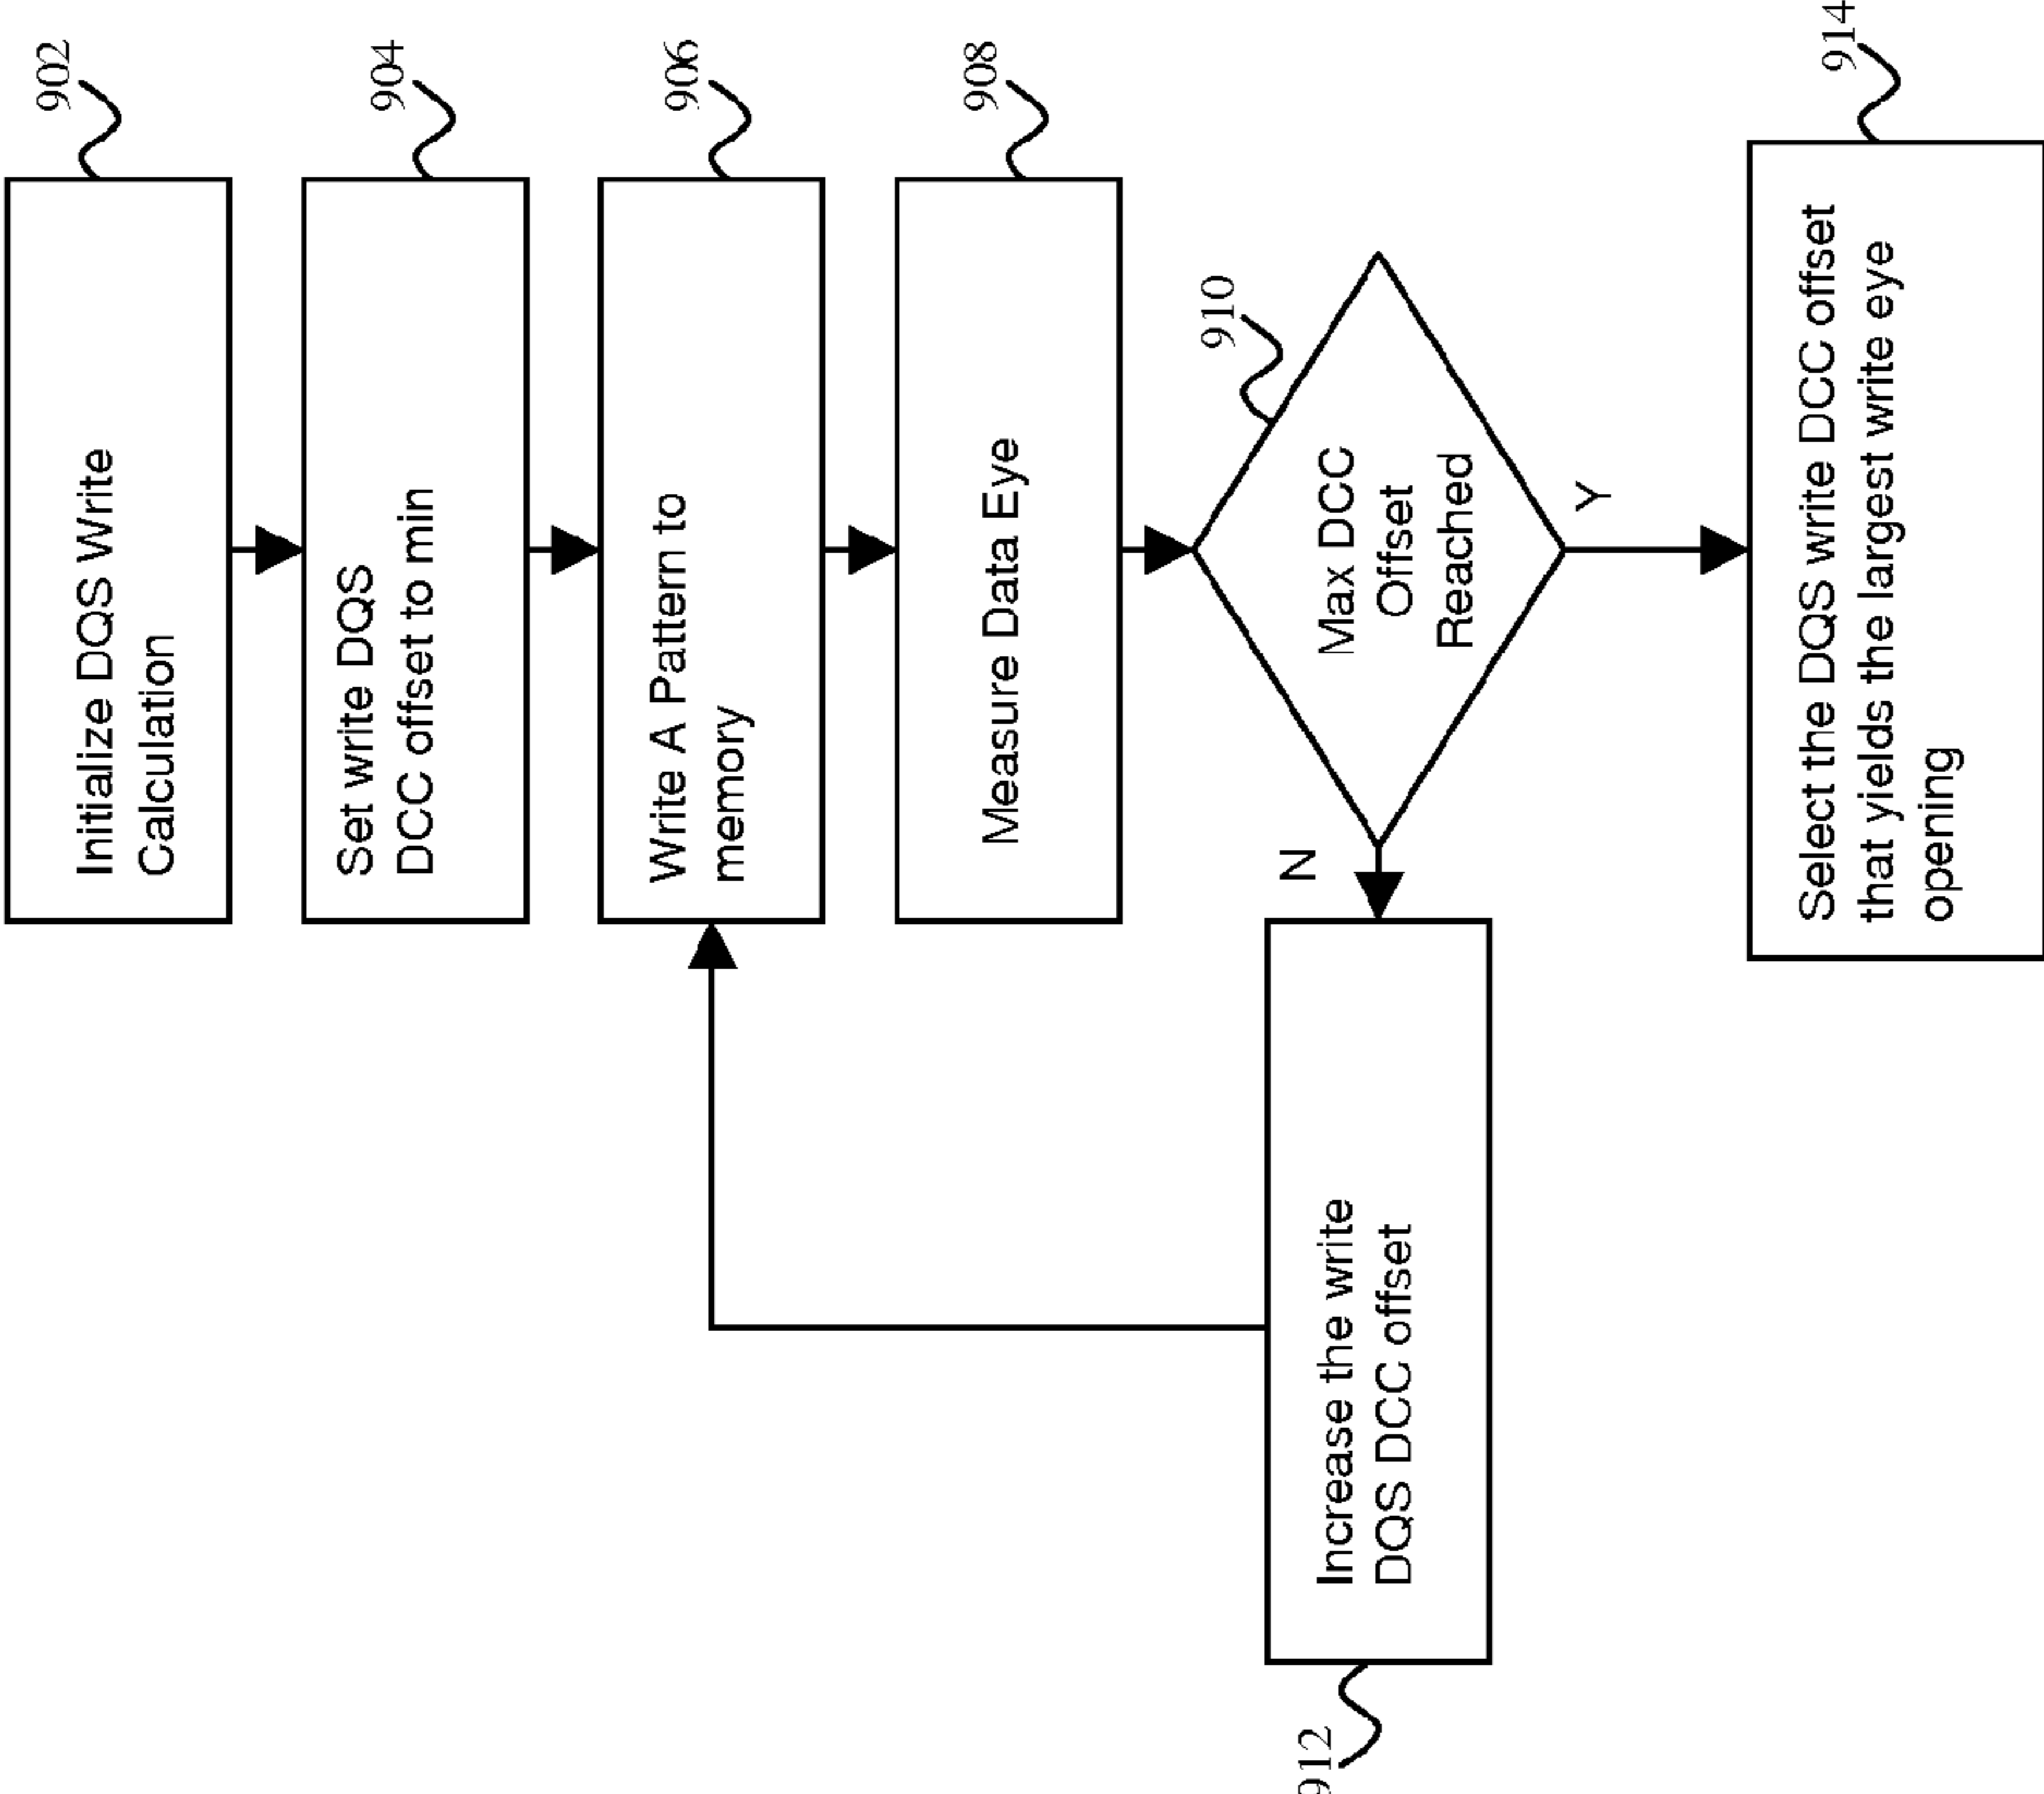 902
Initialize DQS Write
Calculation
904
Set write DQS
DCC offset to min
906
Write A Pattern to
memory
908
Measure Data Eye
910
Max DCC
Offset
Reached
N
Y
912
Increase the write
DQS DCC offset
914
Select the DQS write DCC offset
that yields the largest write eye
opening